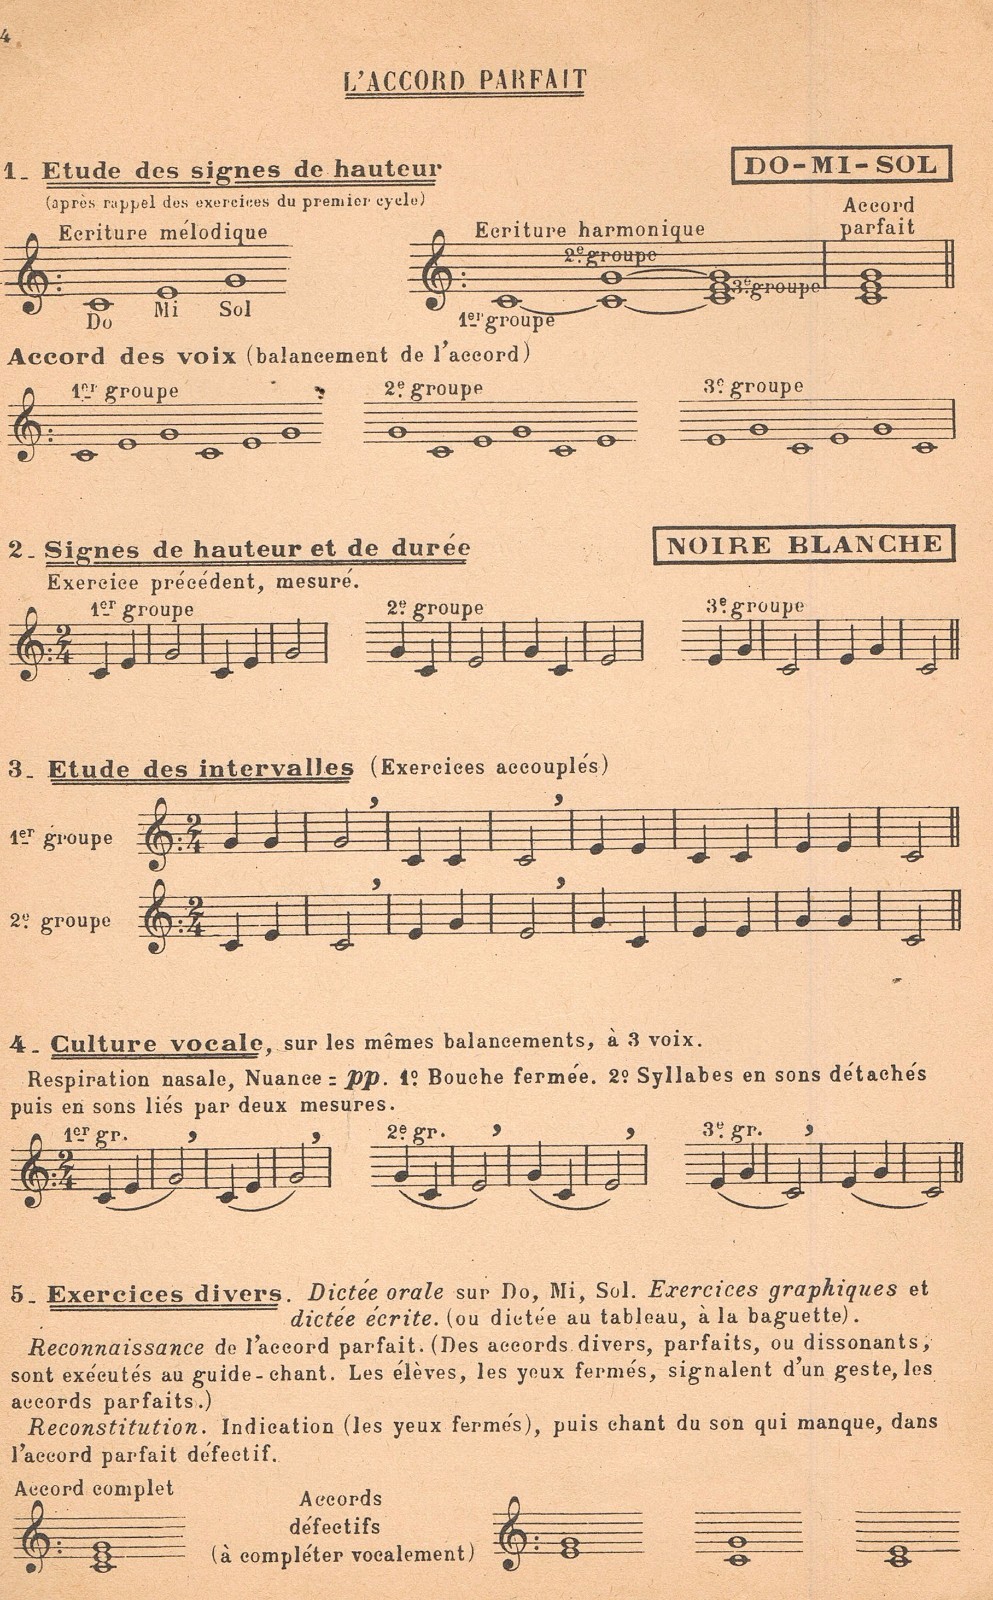 4
L'ACCORD PARFAIT
1_ Etude des signes de hauteur
DO-MI-SOL
(après rappel des exercices du premier cycle)
Ecriture mélodique
Do Mi Sol
Ecriture harmonique
Accord
parfait
2e groupe
3e groupe
1er groupe
Accord des voix (balancement de l'accord)
1er groupe 2e groupe 3e groupe
2_ Signes de hauteur et de durée
NOIRE BLANCHE
Exercice précédent, mesuré.
1er groupe 2e groupe 3e groupe
2/4
3_ Etude des intervalles (Exercices accouplés)
1er groupe 2/4
2e groupe 2/4
4_ Culture vocale, sur les mêmes balancements, à 3 voix.
Respiration nasale, Nuance = pp. 1o Bouche fermée. 2o Syllabes en sons détachés
puis en sons liés par deux mesures.
1er gr. 2e gr. 3e gr.
2/4
5_ Exercices divers. Dictée orale sur Do, Mi, Sol. Exercices graphiques et
dictée écrite. (ou dictée au tableau, à la baguette).
Reconnaissance de l'accord parfait. (Des accords divers, parfaits, ou dissonants,
sont exécutés au guide-chant. Les élèves, les yeux fermés, signalent d'un geste, les
accords parfaits.)
Reconstitution. Indication (les yeux fermés), puis chant du son qui manque, dans
l'accord parfait défectif.
Accord complet
Accords
défectifs
(à compléter vocalement)